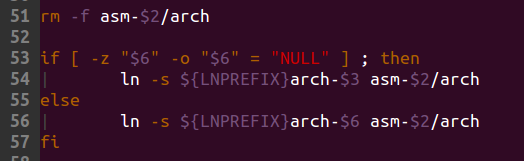 51 rm -f asm-$2/arch
52
53 if [ -z "$6" -o "$6" = "NULL" ] ; then
54 |       ln -s ${LNPREFIX}arch-$3 asm-$2/arch
55 else
56 |       ln -s ${LNPREFIX}arch-$6 asm-$2/arch
57 fi